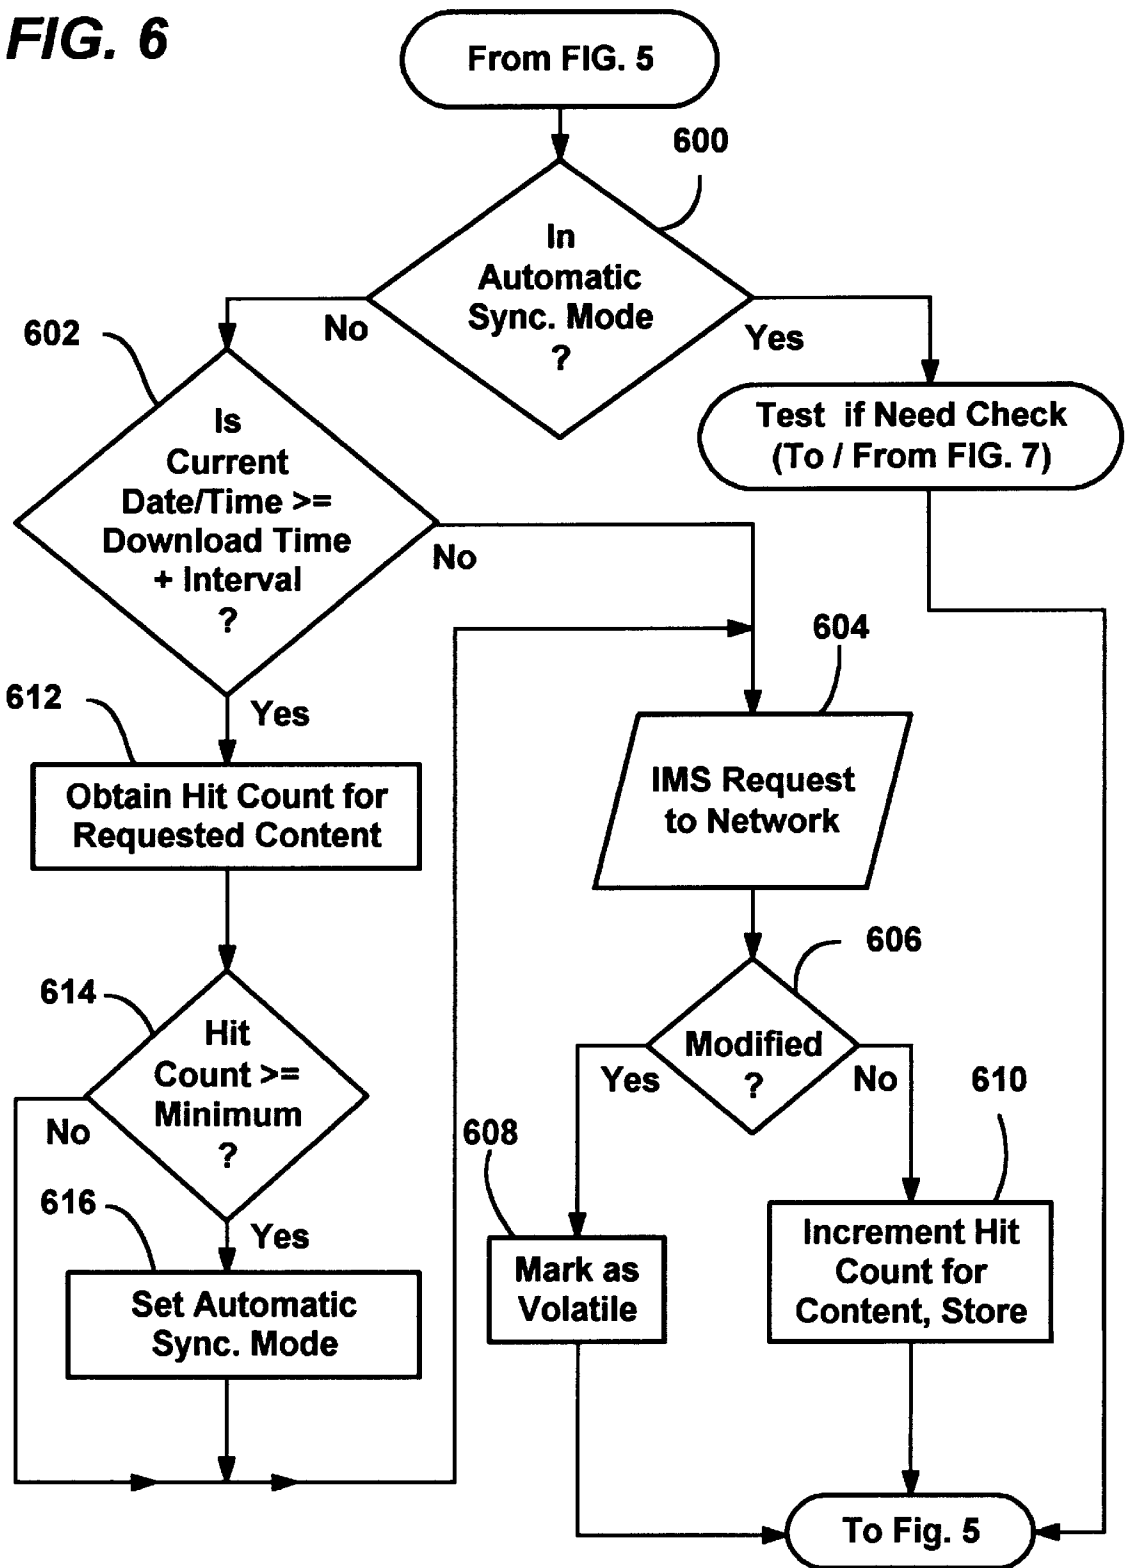 FIG. 6
From FIG. 5
600
In
Automatic
Sync. Mode
?
No
Yes
602
Is
Current
Date/Time >=
Download Time
+ Interval
?
No
Yes
Test if Need Check
(To / From FIG. 7)
604
IMS Request
to Network
612
Obtain Hit Count for
Requested Content
606
Modified
?
Yes
No
614
Hit
Count >=
Minimum
?
No
Yes
608
Mark as
Volatile
610
Increment Hit
Count for
Content, Store
616
Set Automatic
Sync. Mode
To Fig. 5